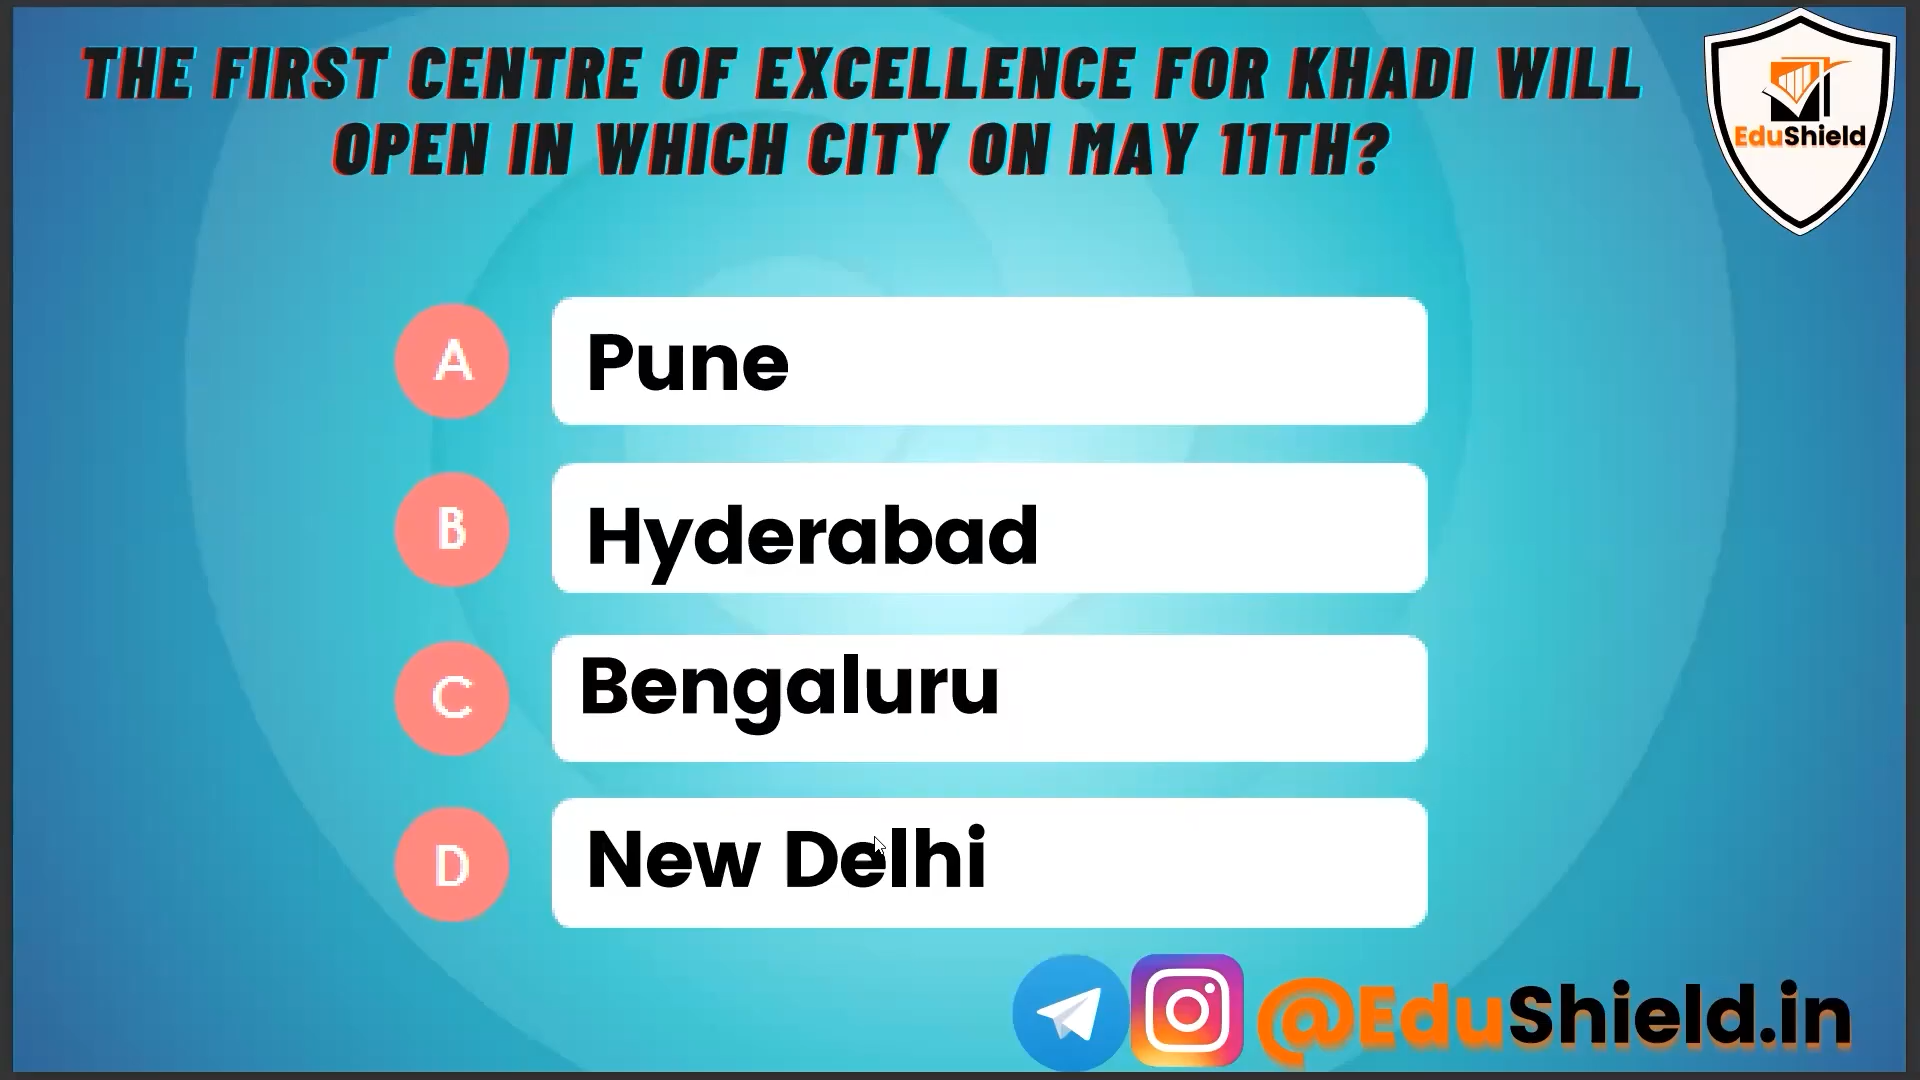 THE FIRST CENTRE OF EXCELLENCE FOR KHADI WILL
OPEN IN WHICH CITY ON MAY 11TH?
EduShield
A
Pune
B
Hyderabad
C
Bengaluru
D
New Delhi
@EduShield.in